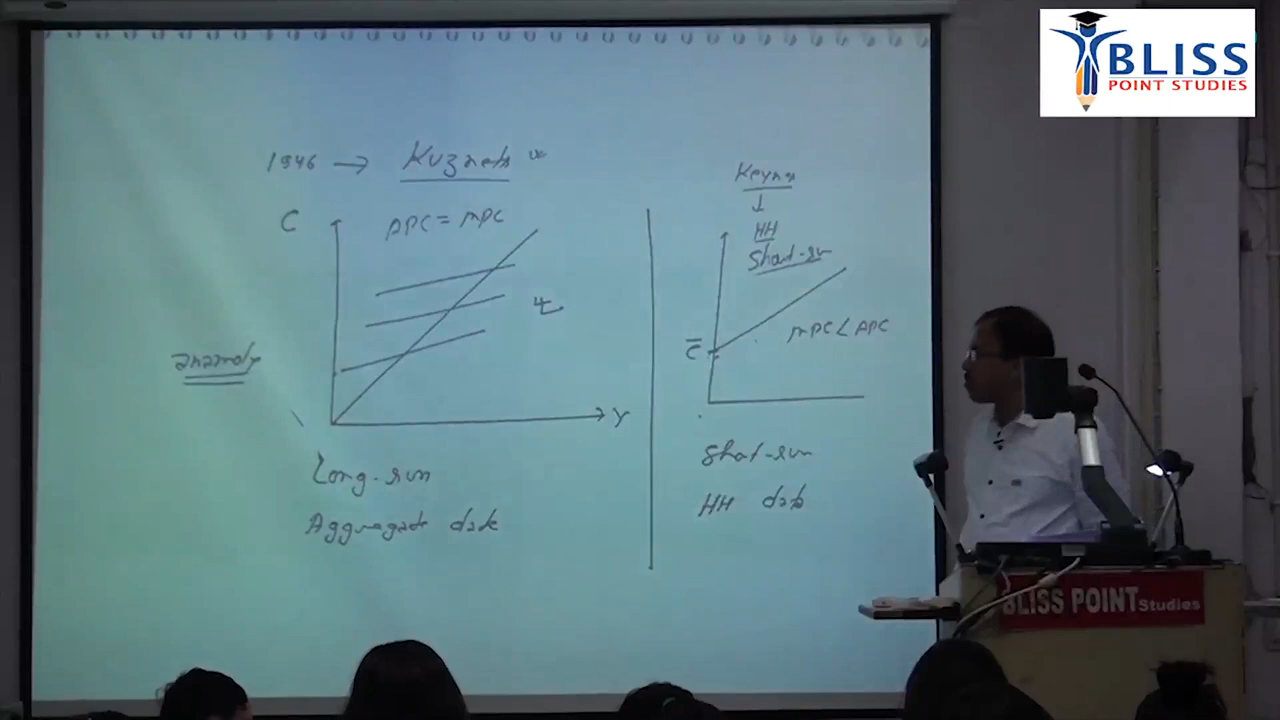 BLISS
POINT STUDIES
1946 → Kuznets
C
APC = MPC
Y
anamoly
Long-run
Aggregate data
Keynes
↓
HH
Short-run
C̅
MPC < APC
Short-run
HH data
BLISS POINT Studies